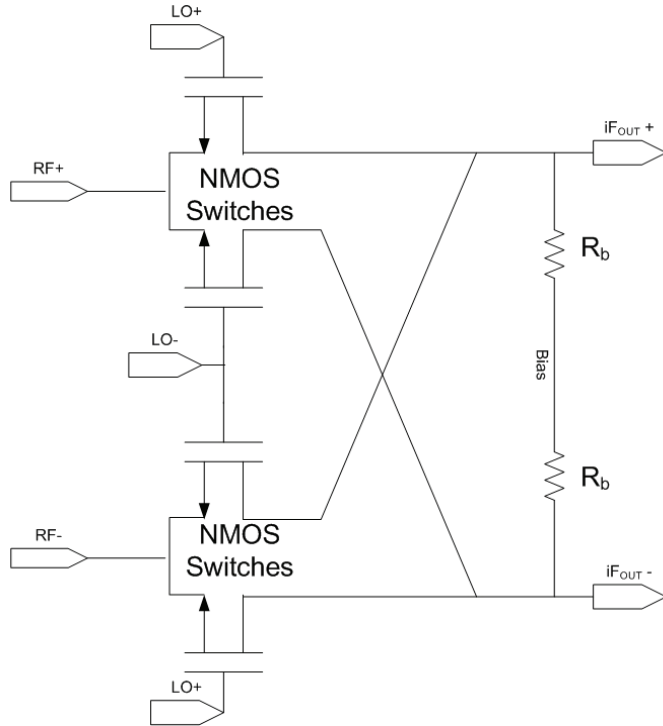 LO+
iFOUT +
RF+
NMOS
Switches
Rb
LO-
Bias
Rb
NMOS
Switches
RF-
iFOUT -
LO+